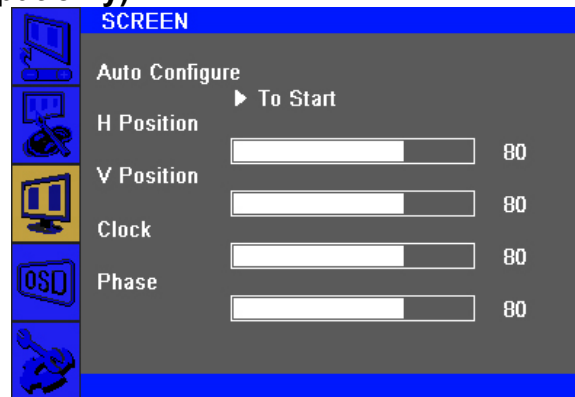 SCREEN
Auto Configure
To Start
H Position
80
V Position
80
Clock
80
OSD
Phase
80